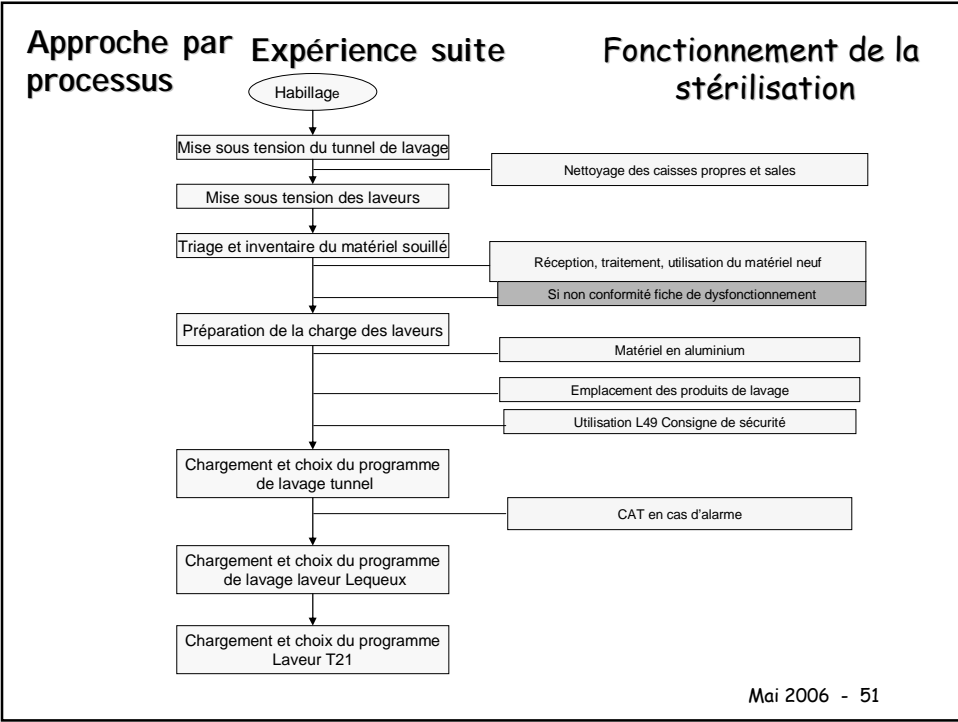 Approche par
processus
Expérience suite
Fonctionnement de la
stérilisation
Habillage
Mise sous tension du tunnel de lavage
Nettoyage des caisses propres et sales
Mise sous tension des laveurs
Triage et inventaire du matériel souillé
Réception, traitement, utilisation du matériel neuf
Si non conformité fiche de dysfonctionnement
Préparation de la charge des laveurs
Matériel en aluminium
Emplacement des produits de lavage
Utilisation L49 Consigne de sécurité
Chargement et choix du programme
de lavage tunnel
CAT en cas d'alarme
Chargement et choix du programme
de lavage laveur Lequeux
Chargement et choix du programme
Laveur T21
Mai 2006 - 51